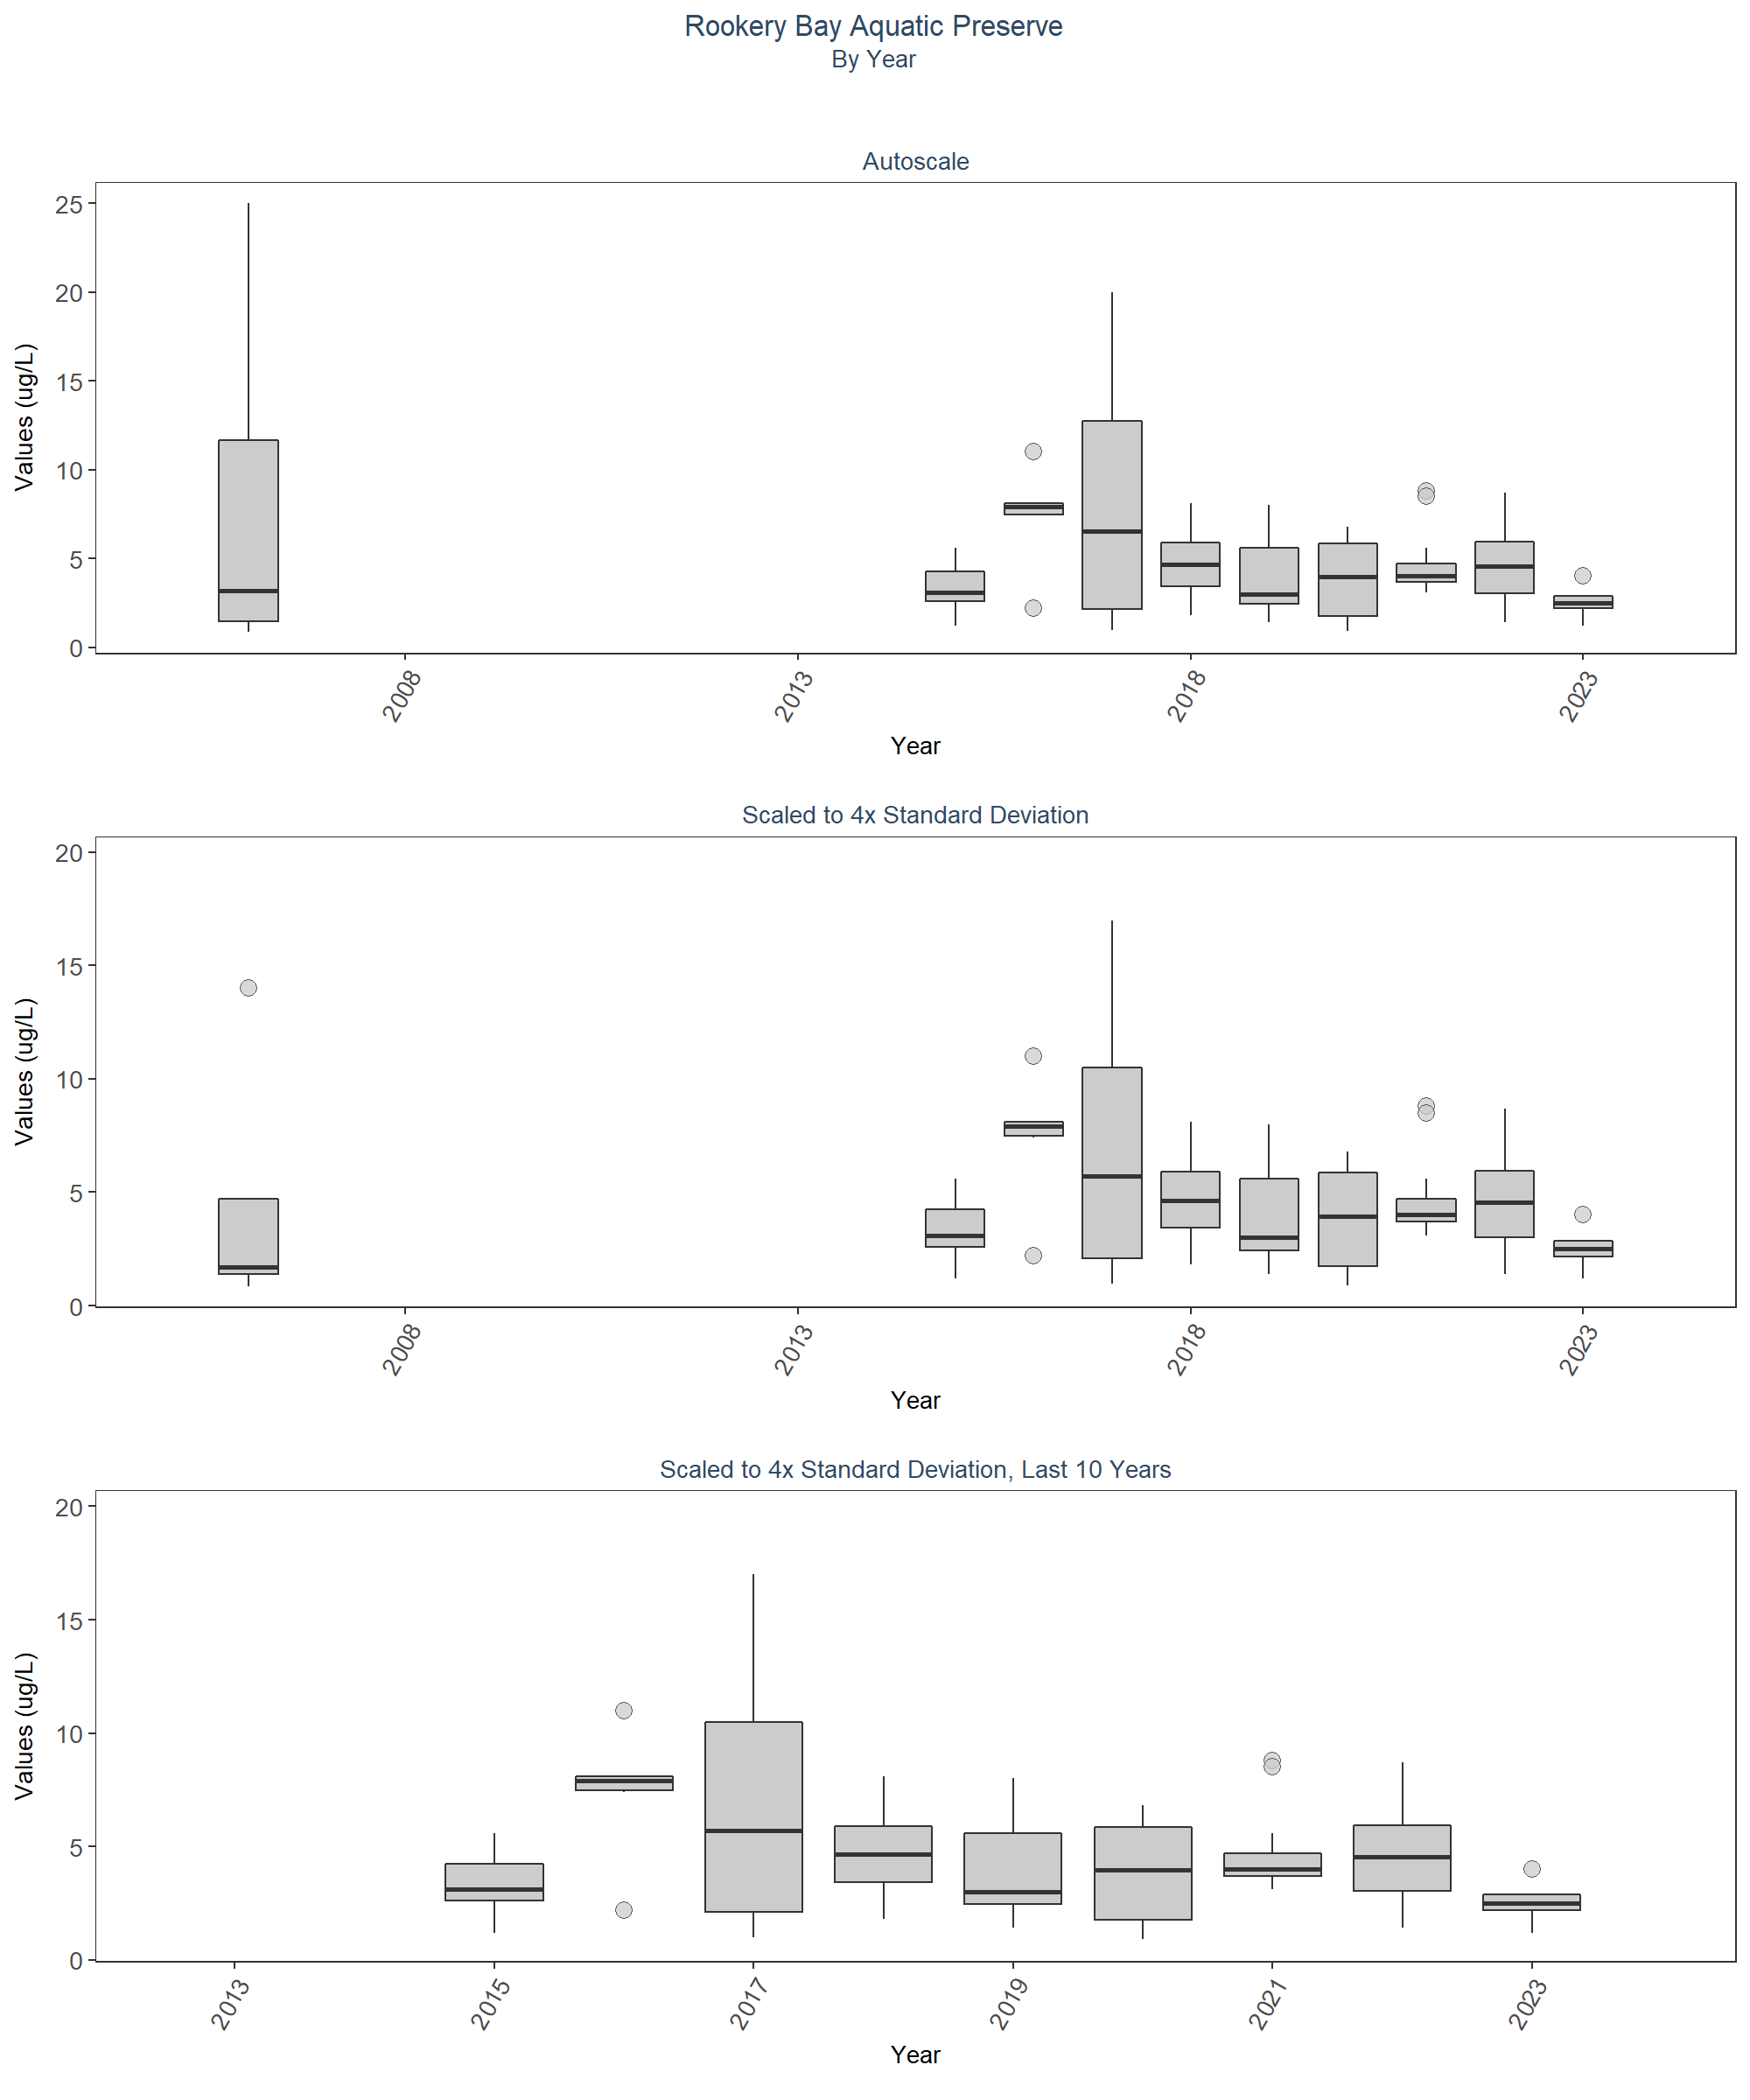 Rookery Bay Aquatic Preserve
By Year
Autoscale
Values (ug/L)
25
20
15
10
5
0
2008 2013 2018 2023
Year
Scaled to 4x Standard Deviation
Values (ug/L)
20
15
10
5
0
2008 2013 2018 2023
Year
Scaled to 4x Standard Deviation, Last 10 Years
Values (ug/L)
20
15
10
5
0
2013 2015 2017 2019 2021 2023
Year